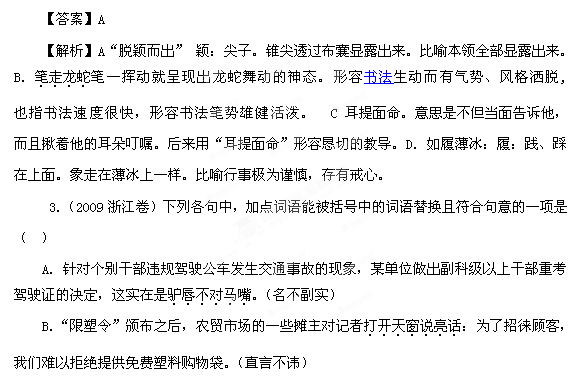 【答案】A
【解析】A“脱颖而出” 颖：尖子。锥尖透过布囊显露出来。比喻本领全部显露出来。
B．笔走龙蛇笔一挥动就呈现出龙蛇舞动的神态。形容书法生动而有气势、风格洒脱，
也指书法速度很快，形容书法笔势雄健活泼。 C 耳提面命。意思是不但当面告诉他，
而且揪着他的耳朵叮嘱。后来用“耳提面命”形容恳切的教导。D．如履薄冰：履：践、踩
在上面。象走在薄冰上一样。比喻行事极为谨慎，存有戒心。
3.（2009浙江卷）下列各句中，加点词语能被括号中的词语替换且符合句意的一项是
（ ）
A．针对个别干部违规驾驶公车发生交通事故的现象，某单位做出副科级以上干部重考
驾驶证的决定，这实在是驴唇不对马嘴。（名不副实）
B．“限塑令”颁布之后，农贸市场的一些摊主对记者打开天窗说亮话：为了招徕顾客，
我们难以拒绝提供免费塑料购物袋。（直言不讳）